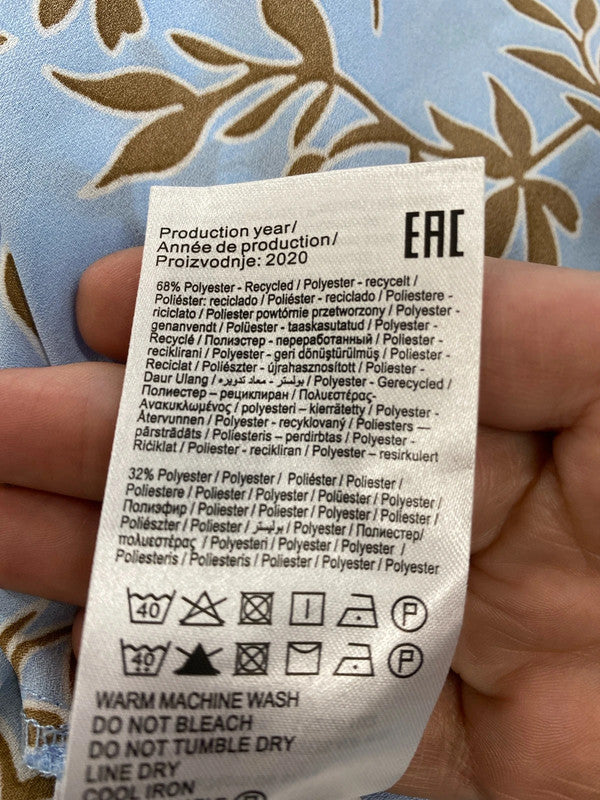 Production year/
Année de production/
Proizvodnje: 2020
EAC
68% Polyester - Recycled / Polyester - recycelt /
Poliéster: reciclado / Poliéster - reciclado / Poliestere -
riciclato / Poliester powtórnie przetworzony / Polyester -
genanvendt / Polüester - taaskasutatud / Polyester -
Recyclé / Полиэстер - переработанный / Poliester -
reciklirani / Polyester - geri dönüştürülmüş / Poliester -
Reciclat / Poliészter - újrahasznosított / Poliester -
Daur Ulang / بوليستر - معاد تدويره / Polyester - Gerecycled /
Полиестер – рециклиран / Πολυεστέρας-
Ανακυκλωμένος / polyesteri – kierrätetty / Polyester -
Återvunnen / Polyester - recyklovaný / Poliesters —
pārstrādāts / Poliesteris – perdirbtas / Polyester -
Ričiklat / Poliester - recikliran / Polyester – resirkulert
32% Polyester / Polyester / Poliéster / Poliester /
Poliestere / Poliester / Polyester / Polüester / Polyester /
Полиэфир / Poliester / Polyester / Poliester /
Poliészter / Poliester / بوليستر / Polyester / Полиестер/
πολυεστέρας / Polyesteri / Polyester / Polyester /
Poliesteris / Poliesteris / Poliester / Polyester / Polyester
40 P
40 P
WARM MACHINE WASH
DO NOT BLEACH
DO NOT TUMBLE DRY
LINE DRY
COOL IRON